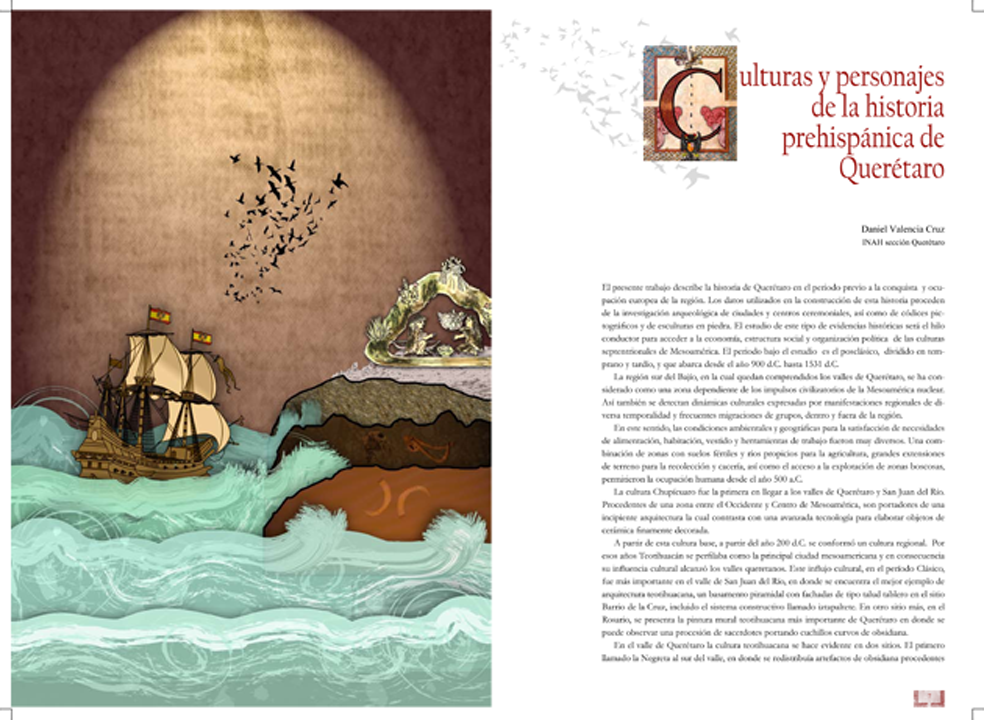 Culturas y personajes
de la historia
prehispánica de
Querétaro
Daniel Valencia Cruz
INAH sección Querétaro
El presente trabajo describe la historia de Querétaro en el período previo a la conquista y ocu-
pación europea de la región. Los datos utilizados en la construcción de esta historia proceden
de la investigación arqueológica de ciudades y centros ceremoniales, así como de códices pic-
tográficos y de esculturas en piedra. El estudio de este tipo de evidencias históricas será el hilo
conductor para acceder a la economía, estructura social y organización política de las culturas
septentrionales de Mesoamérica. El período bajo el estudio es el posclásico, dividido en tem-
prano y tardío, y que abarca desde el año 900 d.C. hasta 1531 d.C.
La región sur del Bajío, en la cual quedan comprendidos los valles de Querétaro, se ha con-
siderado como una zona dependiente de los impulsos civilizatorios de la Mesoamérica nuclear.
Así también se detectan dinámicas culturales expresadas por manifestaciones regionales de di-
versa temporalidad y frecuentes migraciones de grupos, dentro y fuera de la región.
En este sentido, las condiciones ambientales y geográficas para la satisfacción de necesidades
de alimentación, habitación, vestido y herramientas de trabajo fueron muy diversos. Una com-
binación de zonas con suelos fértiles y ríos propicios para la agricultura, grandes extensiones
de terreno para la recolección y cacería, así como el acceso a la explotación de zonas boscosas,
permitieron la ocupación humana desde el año 500 a.C.
La cultura Chupícuaro fue la primera en llegar a los valles de Querétaro y San Juan del Río.
Procedentes de una zona entre el Occidente y Centro de Mesoamérica, son portadores de una
incipiente arquitectura la cual contrasta con una avanzada tecnología para elaborar objetos de
cerámica finamente decorada.
A partir de esta cultura base, a partir del año 200 d.C. se conformó un cultura regional. Por
esos años Teotihuacán se perfilaba como la principal ciudad mesoamericana y en consecuencia
su influencia cultural alcanzó los valles queretanos. Este influjo cultural, en el período Clásico,
fue más importante en el valle de San Juan del Río, en donde se encuentra el mejor ejemplo de
arquitectura teotihuacana, un basamento piramidal con fachadas de tipo talud tablero en el sitio
Barrio de la Cruz, incluido el sistema constructivo llamado ixtapaltete. En otro sitio más, en el
Rosario, se presenta la pintura mural teotihuacana más importante de Querétaro en donde se
puede observar una procesión de sacerdotes portando cuchillos curvos de obsidiana.
En el valle de Querétaro la cultura teotihuacana se hace evidente en dos sitios. El primero
llamado la Negreta al sur del valle, en donde se redistribuía artefactos de obsidiana procedentes
7